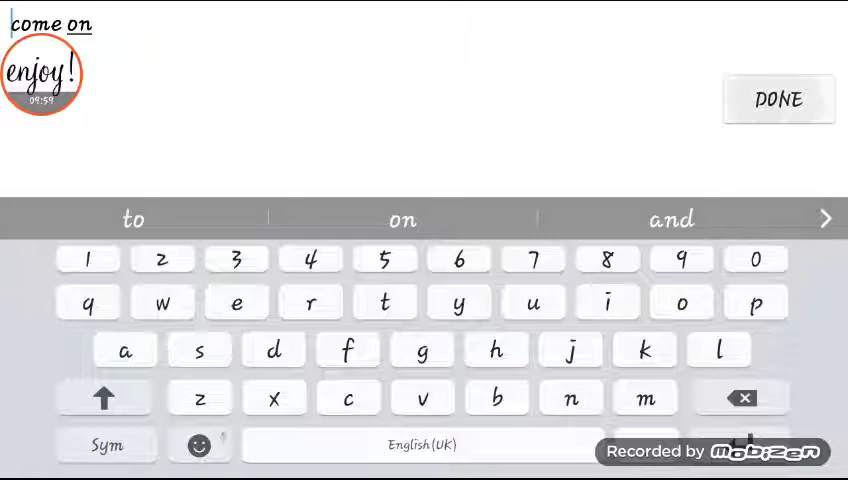 come on
enjoy!
09:59
DONE
to on and
1 2 3 4 5 6 7 8 9 0
q w e r t y u i o p
a s d f g h j k l
z x c v b n m
Sym English(UK)
Recorded by mobizen